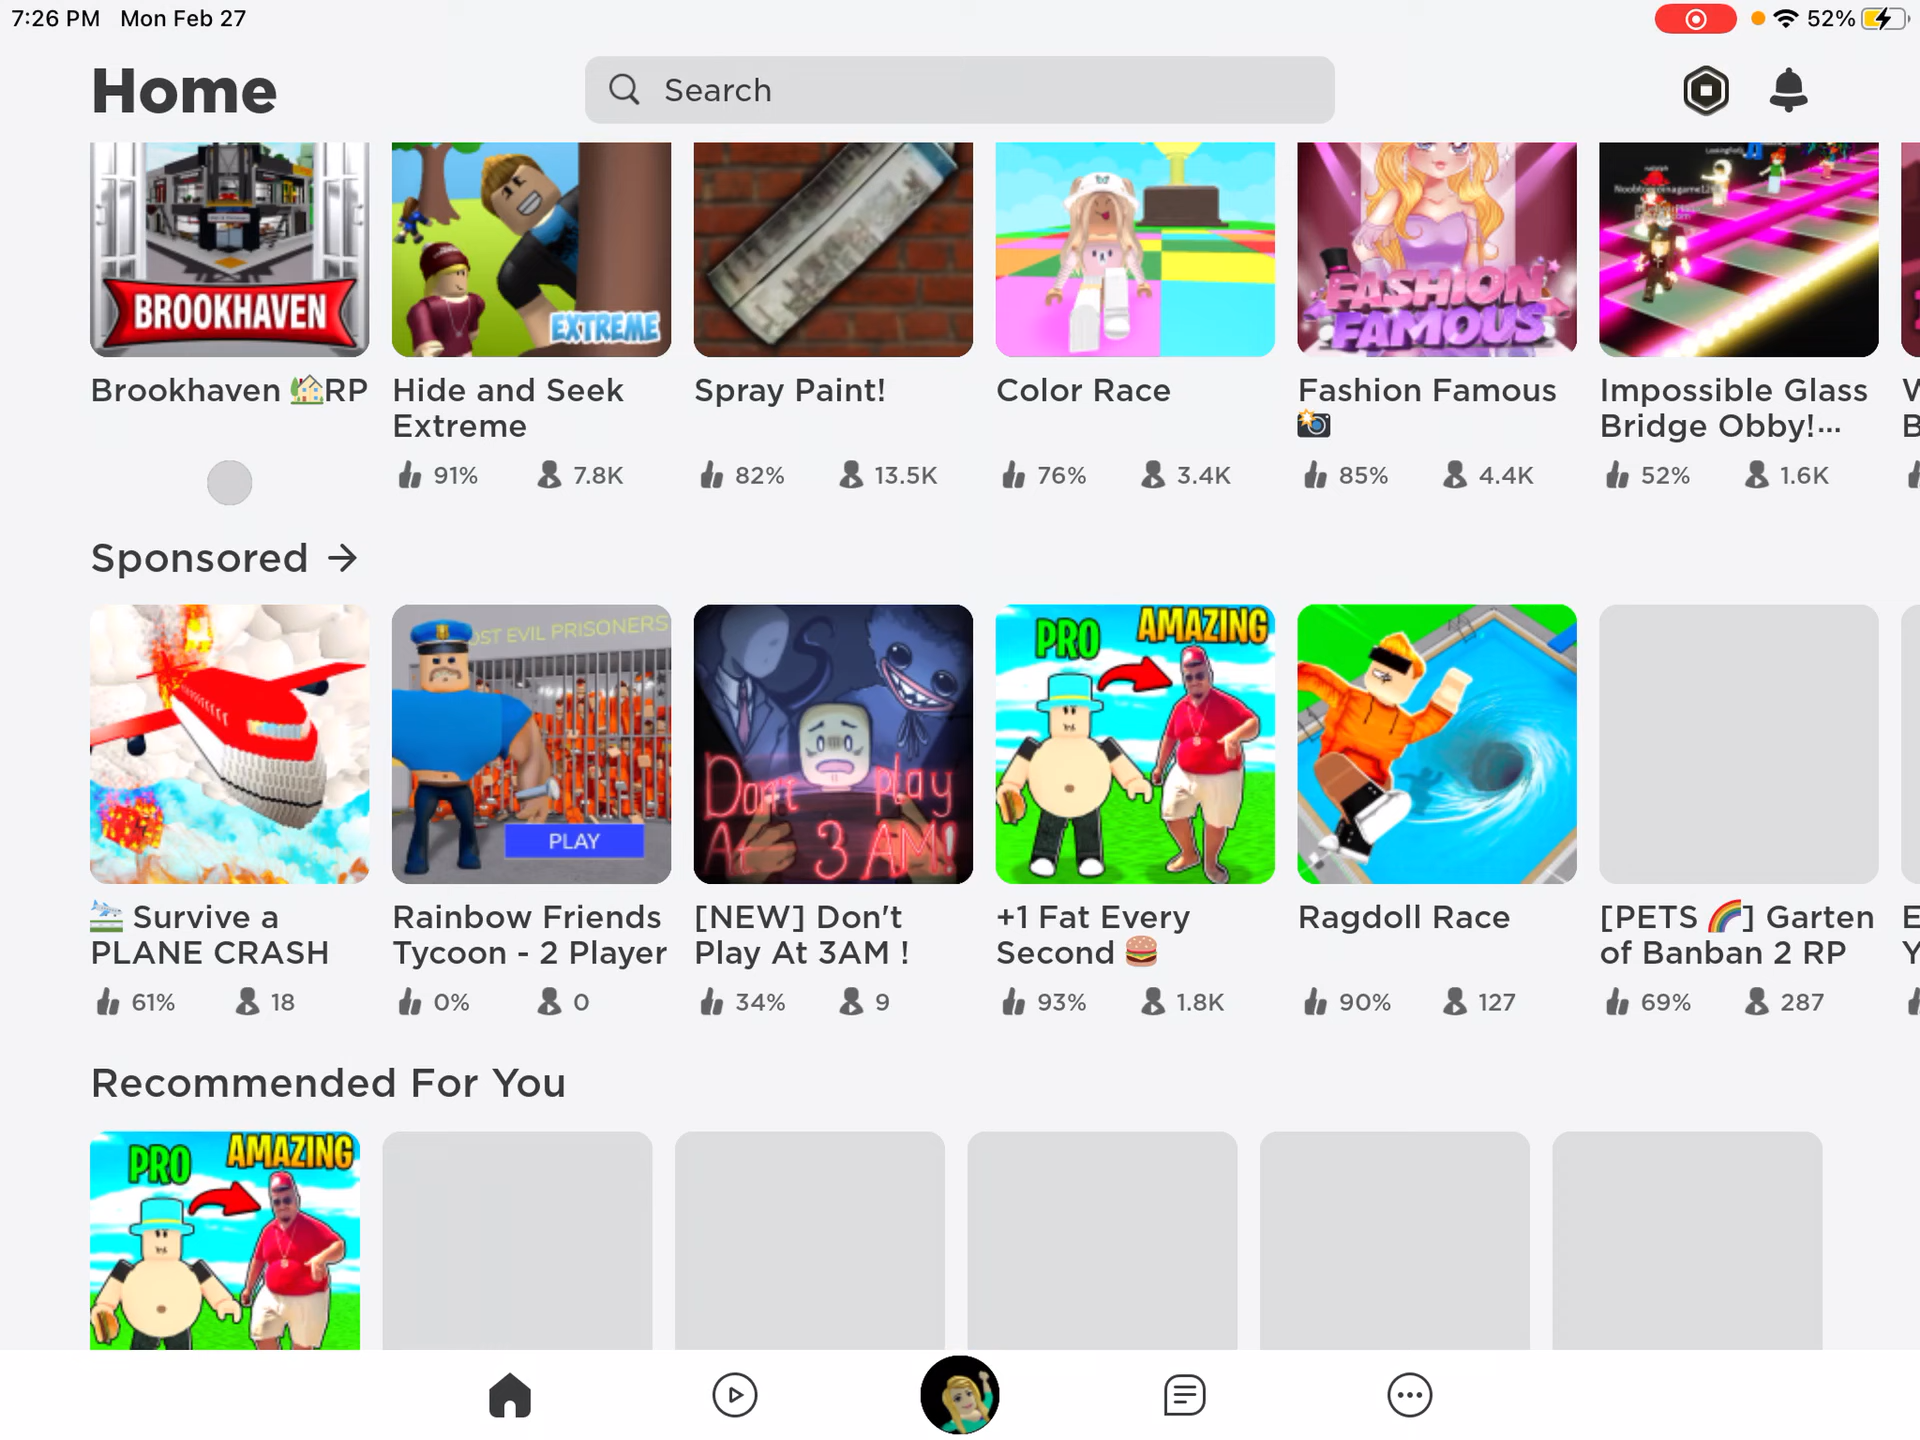 7:26 PM Mon Feb 27
52%
Home
Search
BROOKHAVEN
EXTREME
FASHION
FAMOUS
Brookhaven 🏡RP
Hide and Seek
Extreme
91% 7.8K
Spray Paint!
82% 13.5K
Color Race
76% 3.4K
Fashion Famous
📸
85% 4.4K
Impossible Glass
Bridge Obby!...
52% 1.6K
Sponsored →
OST EVIL PRISONERS
PLAY
Don't play
At 3 AM!
PRO AMAZING
🛬 Survive a
PLANE CRASH
61% 18
Rainbow Friends
Tycoon - 2 Player
0% 0
[NEW] Don't
Play At 3AM !
34% 9
+1 Fat Every
Second 🍔
93% 1.8K
Ragdoll Race
90% 127
[PETS 🌈] Garten
of Banban 2 RP
69% 287
Recommended For You
PRO AMAZING